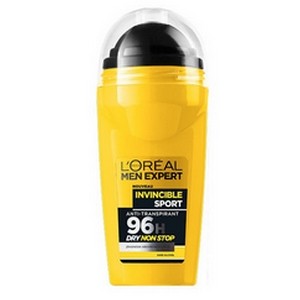 L'ORÉAL
MEN EXPERT
NOUVEAU
INVINCIBLE
SPORT
ANTI-TRANSPIRANT
96H
DRY NON STOP